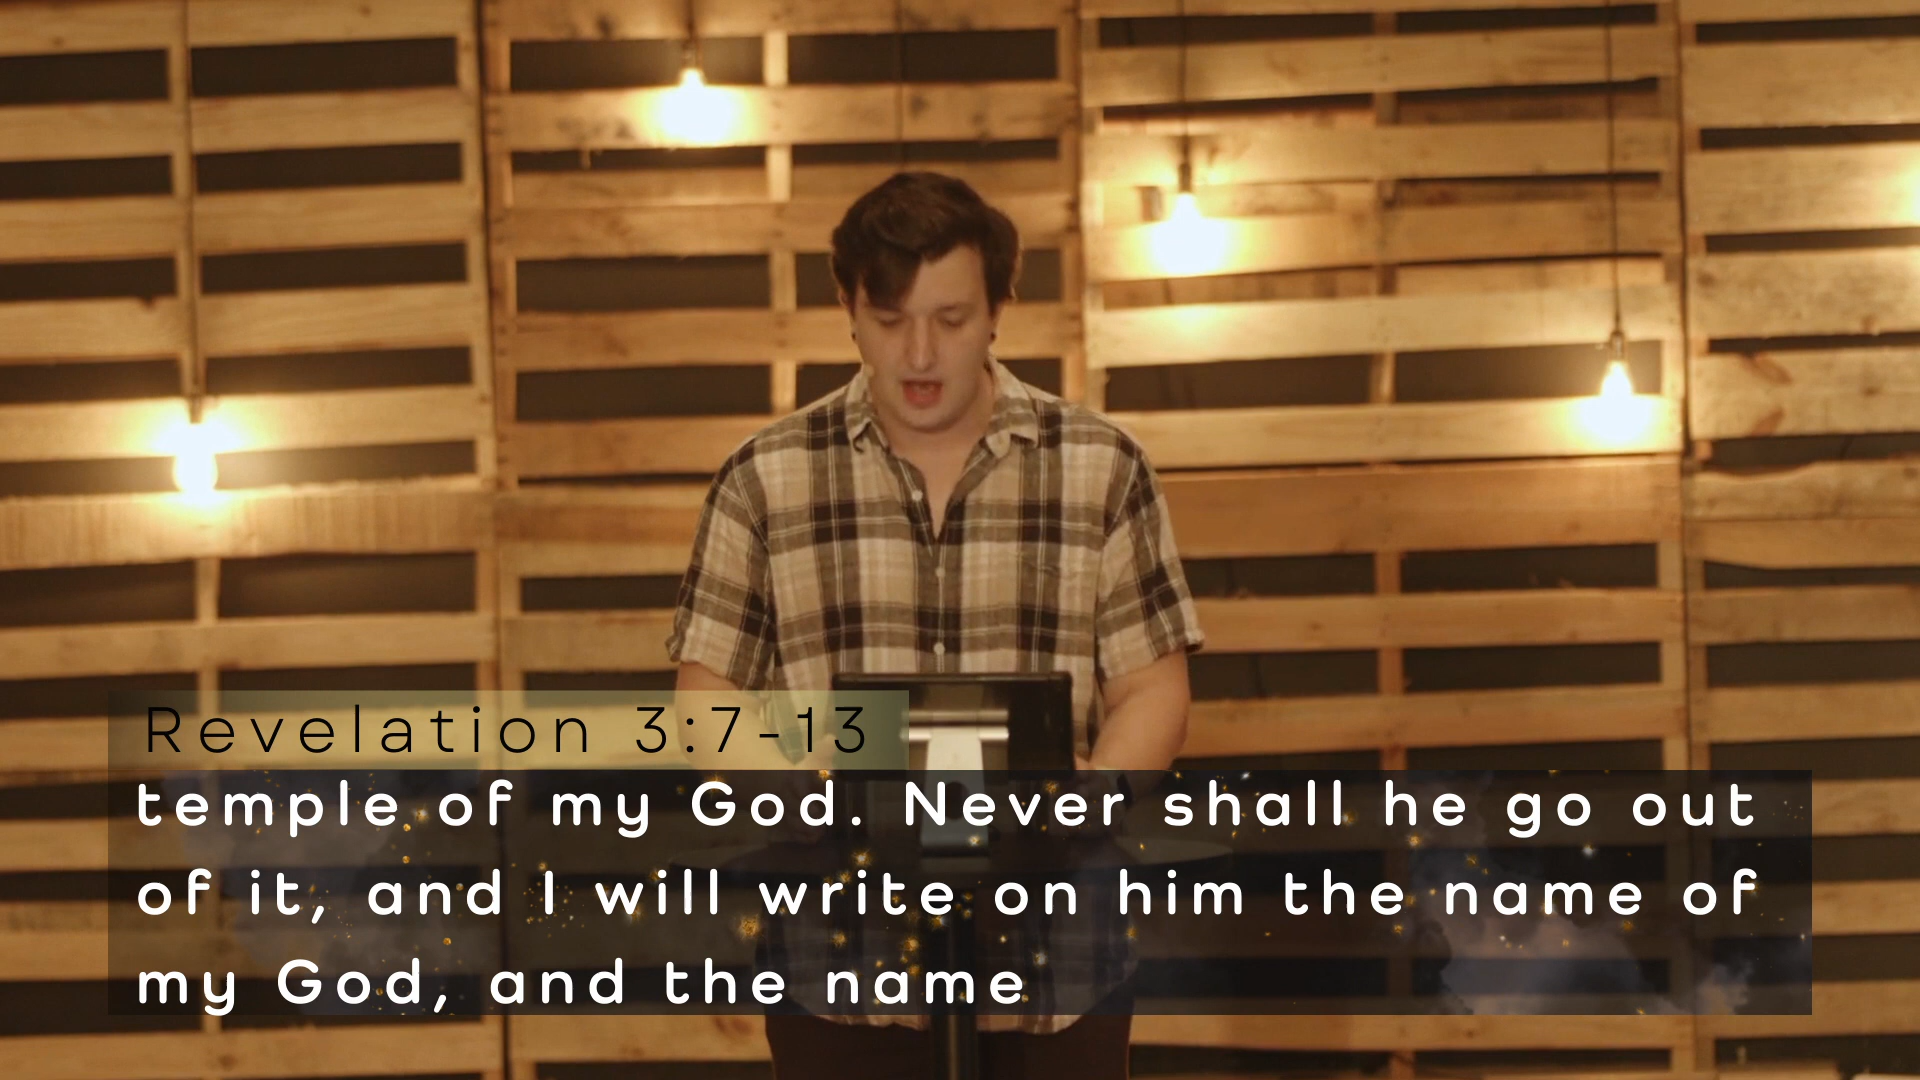 Revelation 3:7-13
temple of my God. Never shall he go out
of it, and I will write on him the name of
my God, and the name